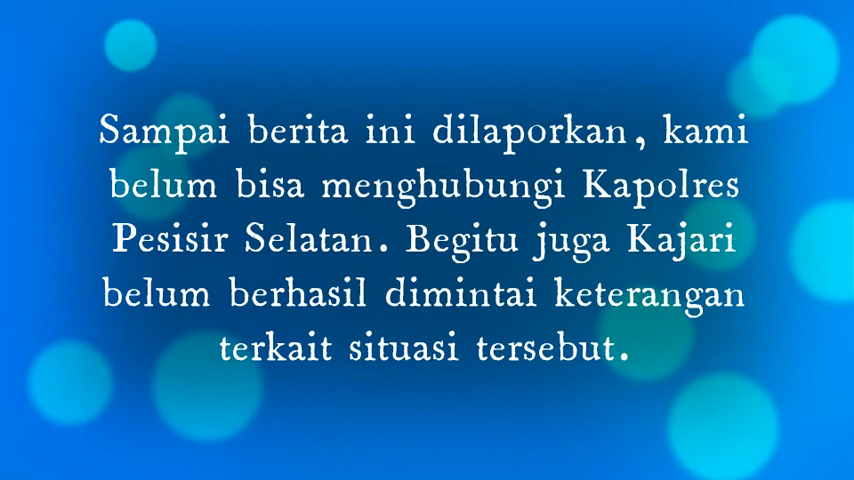 Sampai berita ini dilaporkan, kami
belum bisa menghubungi Kapolres
Pesisir Selatan. Begitu juga Kajari
belum berhasil dimintai keterangan
terkait situasi tersebut.